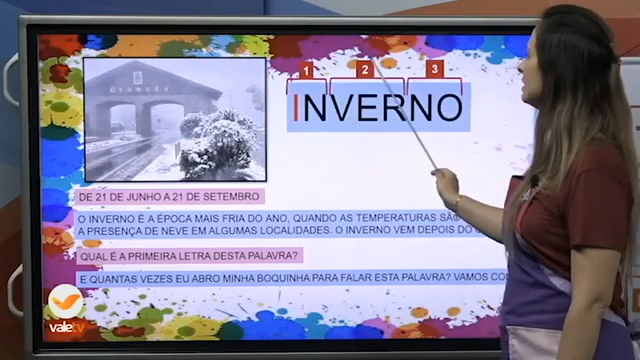 1 2 3
INVERNO
Gramado
DE 21 DE JUNHO A 21 DE SETEMBRO
O INVERNO É A ÉPOCA MAIS FRIA DO ANO, QUANDO AS TEMPERATURAS
A PRESENÇA DE NEVE EM ALGUMAS LOCALIDADES. O INVERNO VEM DEPOIS DO
QUAL É A PRIMEIRA LETRA DESTA PALAVRA?
E QUANTAS VEZES EU ABRO MINHA BOQUINHA PARA FALAR ESTA PALAVRA? VAMOS
valetv